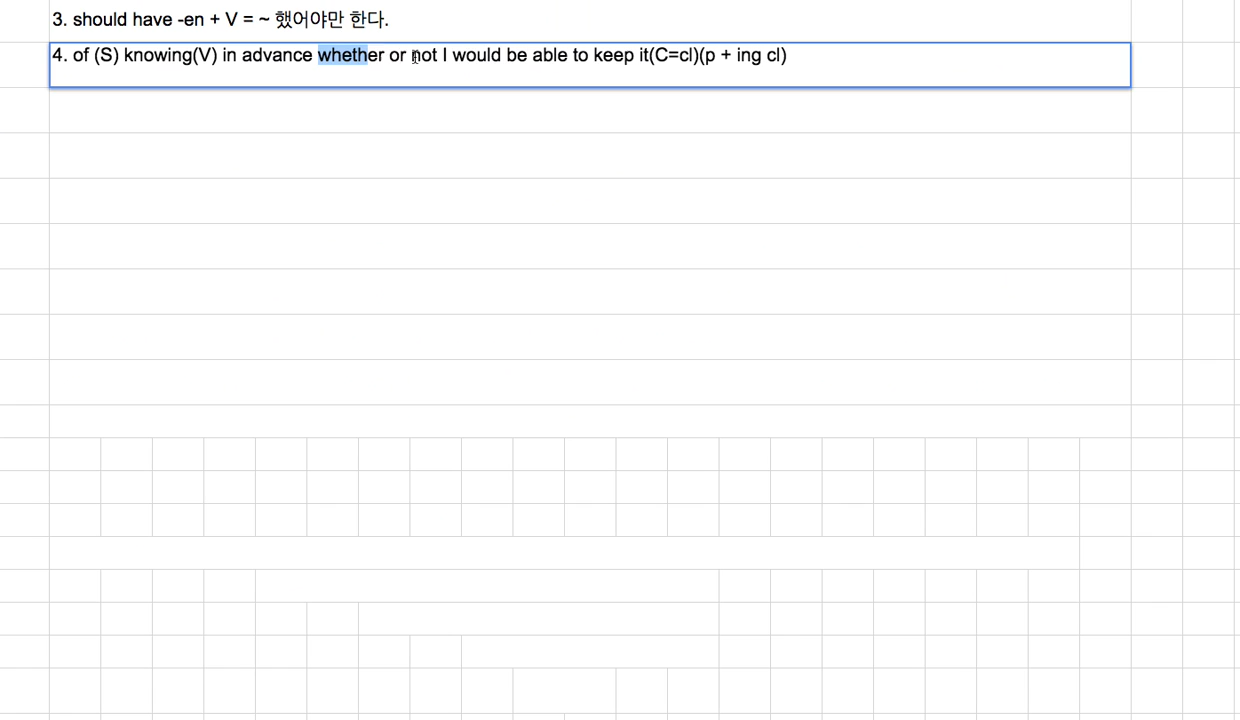 3. should have -en + V = ~ 했어야만 한다.
4. of (S) knowing(V) in advance whether or not I would be able to keep it(C=cl)(p + ing cl)